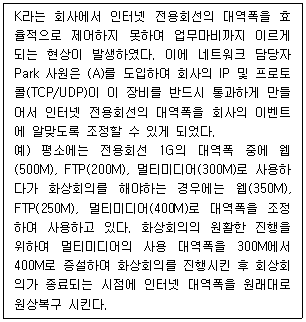 K라는 회사에서 인터넷 전용회선의 대역폭을 효
율적으로 제어하지 못하여 업무마비까지 이르게
되는 현상이 발생하였다. 이에 네트워크 담당자
Park 사원은 (A)를 도입하여 회사의 IP 및 프로토
콜(TCP/UDP)이 이 장비를 반드시 통과하게 만들
어서 인터넷 전용회선의 대역폭을 회사의 이벤트
에 알맞도록 조정할 수 있게 되었다.
예) 평소에는 전용회선 1G의 대역폭 중에 웹
(500M), FTP(200M), 멀티미디어(300M)로 사용하
다가 화상회의를 해야하는 경우에는 웹(350M),
FTP(250M), 멀티미디어(400M)로 대역폭을 조정
하여 사용하고 있다. 화상회의의 원활한 진행을
위하여 멀티미디어의 사용 대역폭을 300M에서
400M로 증설하여 화상회의를 진행시킨 후 회상회
의가 종료되는 시점에 인터넷 대역폭을 원래대로
원상복구 시킨다.